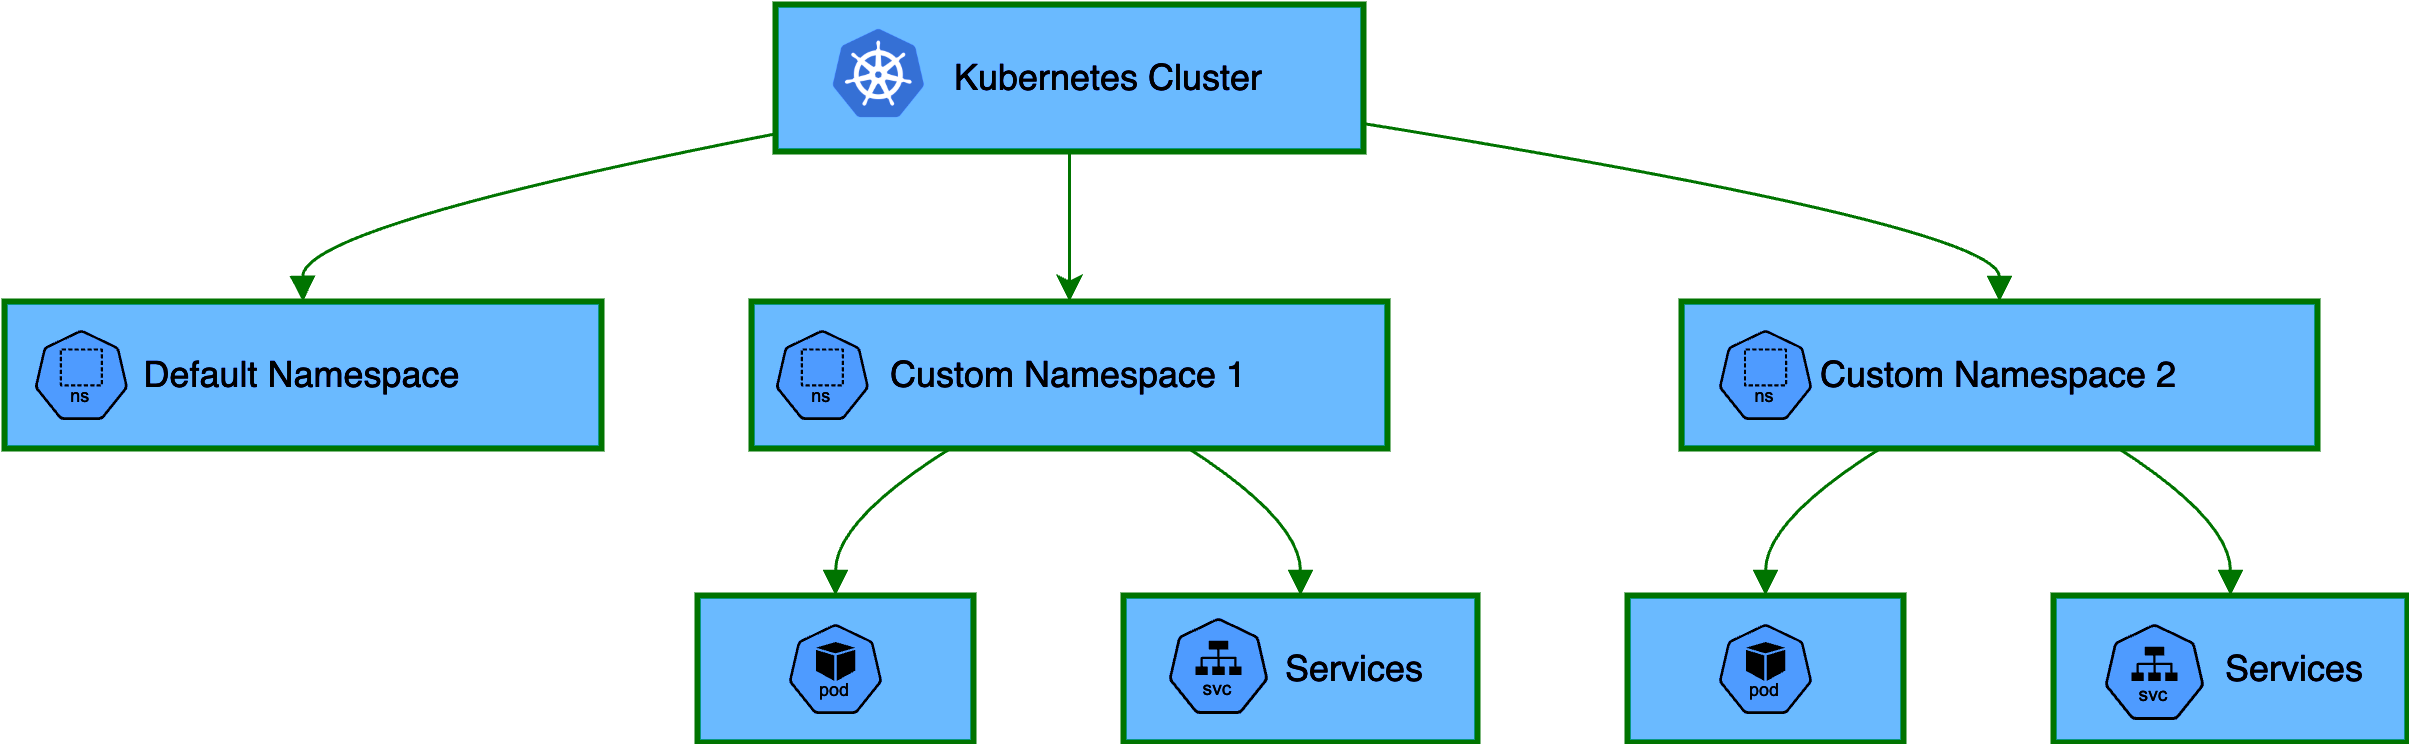 Kubernetes Cluster
ns
Default Namespace
ns
Custom Namespace 1
ns
Custom Namespace 2
pod
svc
Services
pod
svc
Services